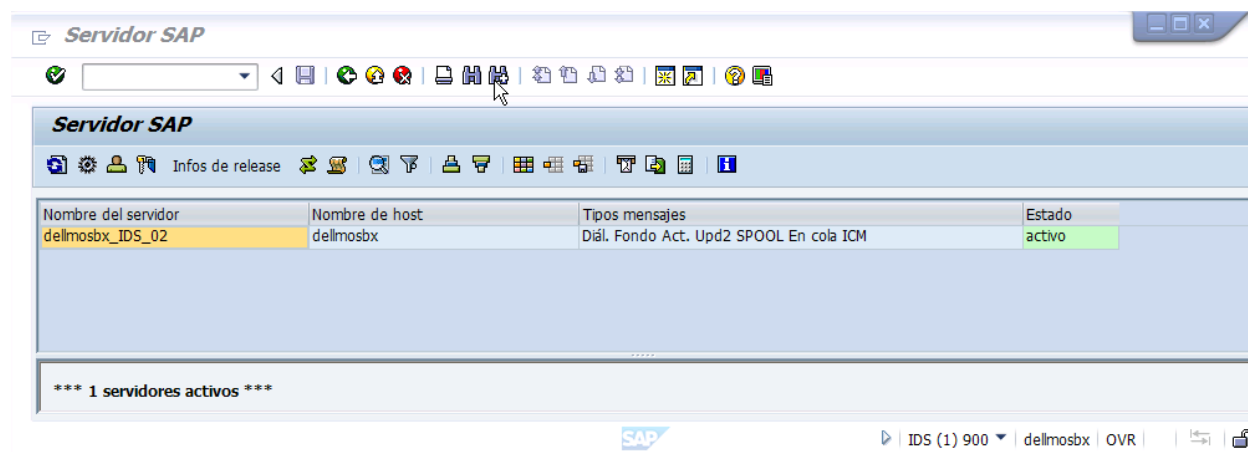 Servidor SAP
Servidor SAP
Infos de release
Nombre del servidor Nombre de host Tipos mensajes Estado
dellmosbx_IDS_02 dellmosbx Diál. Fondo Act. Upd2 SPOOL En cola ICM activo
*** 1 servidores activos ***
SAP IDS (1) 900 dellmosbx OVR